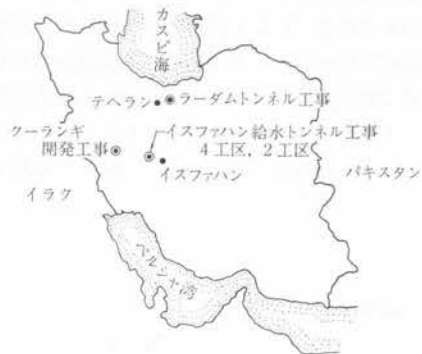 カスピ海
テヘラン
ラーダムトンネル工事
クーランギ
開発工事
イスファハン給水トンネル工事
4工区, 2工区
イスファハン
イラク
パキスタン
ペルシャ湾